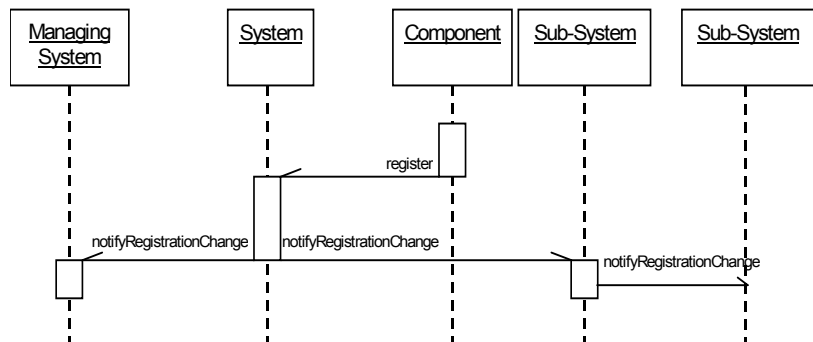 Managing
System
System
Component
Sub-System
Sub-System
register
notifyRegistrationChange
notifyRegistrationChange
notifyRegistrationChange